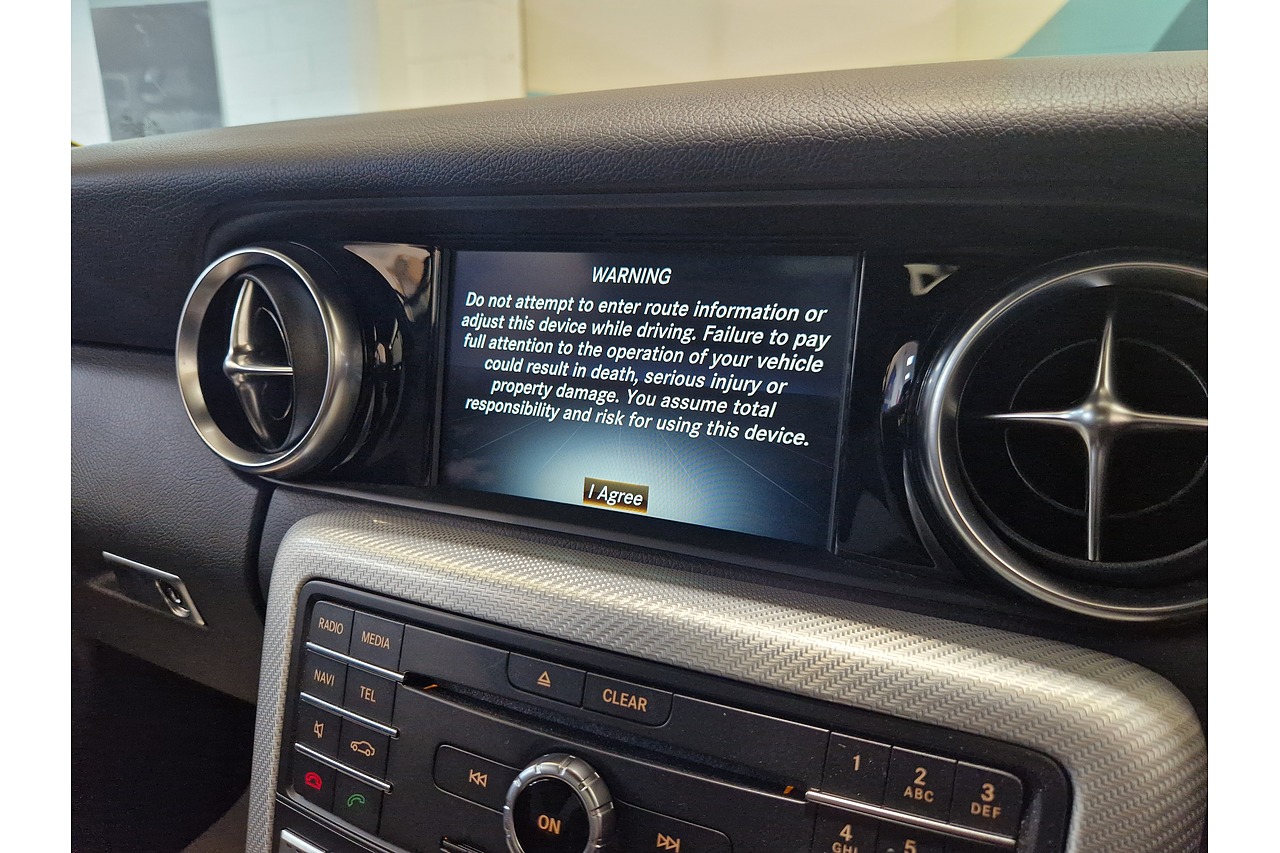 WARNING
Do not attempt to enter route information or
adjust this device while driving. Failure to pay
full attention to the operation of your vehicle
could result in death, serious injury or
property damage. You assume total
responsibility and risk for using this device.
I Agree
RADIO
MEDIA
NAVI
TEL
CLEAR
ON
1
2
ABC
3
DEF
4
GHI
5